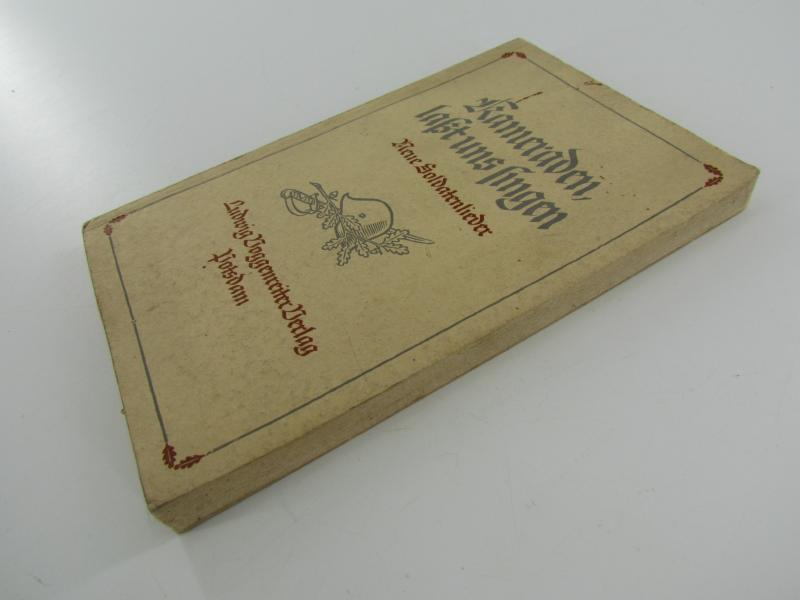 Kameraden,
laßt uns singen
Neue Soldatenlieder
Ludwig Voggenreiter Verlag
Potsdam